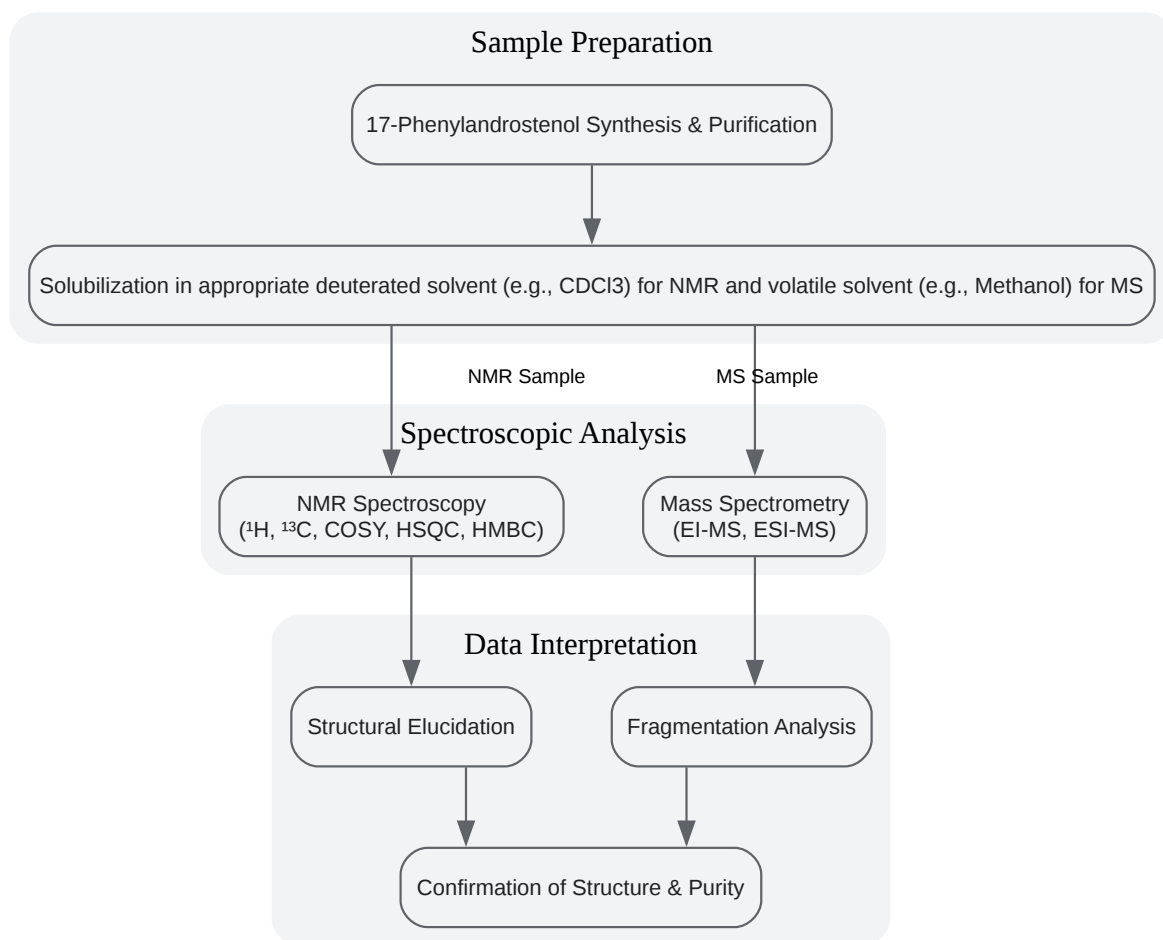 Sample Preparation
17-Phenylandrostenol Synthesis & Purification
Solubilization in appropriate deuterated solvent (e.g., CDCl3) for NMR and volatile solvent (e.g., Methanol) for MS
NMR Sample
MS Sample
Spectroscopic Analysis
NMR Spectroscopy
(¹H, ¹³C, COSY, HSQC, HMBC)
Mass Spectrometry
(EI-MS, ESI-MS)
Data Interpretation
Structural Elucidation
Fragmentation Analysis
Confirmation of Structure & Purity